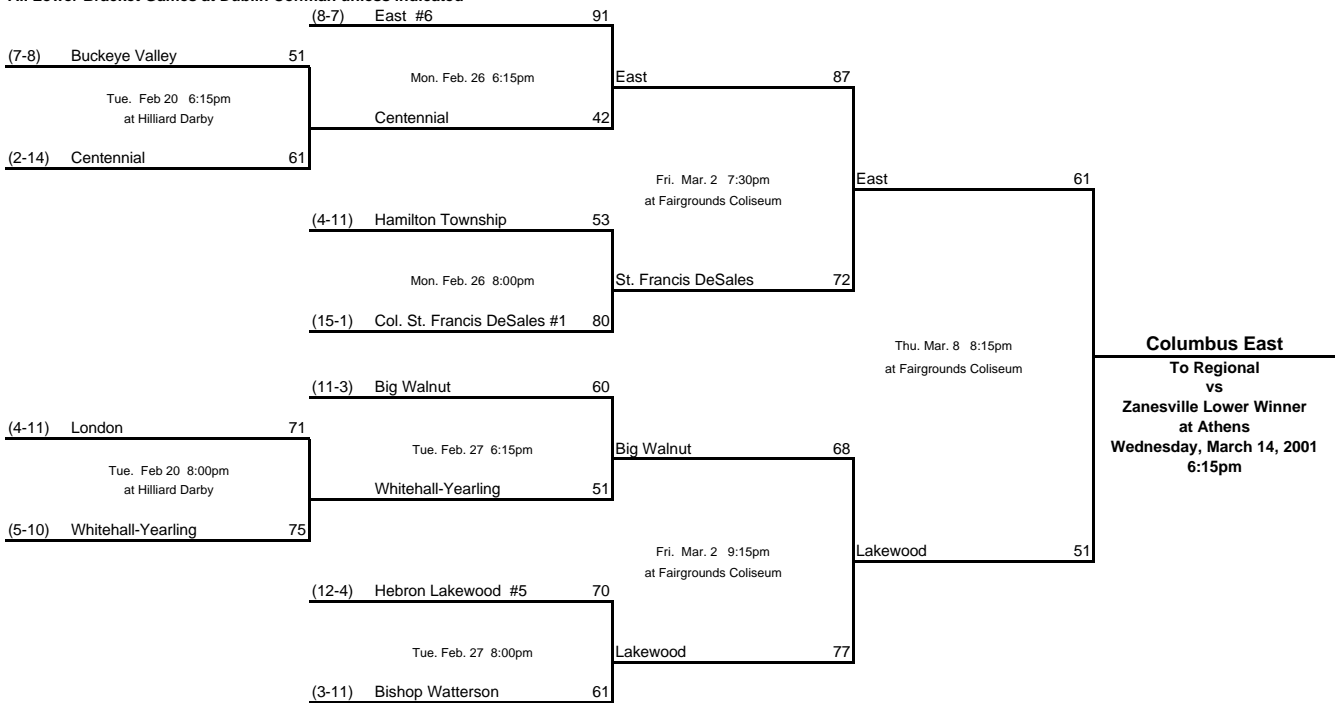 (8-7) East #6 91
(7-8) Buckeye Valley 51
Mon. Feb. 26 6:15pm
East 87
Tue. Feb 20 6:15pm
at Hilliard Darby
Centennial 42
(2-14) Centennial 61
Fri. Mar. 2 7:30pm
at Fairgrounds Coliseum
East 61
(4-11) Hamilton Township 53
Mon. Feb. 26 8:00pm
St. Francis DeSales 72
(15-1) Col. St. Francis DeSales #1 80
Thu. Mar. 8 8:15pm
at Fairgrounds Coliseum
Columbus East
To Regional
vs
Zanesville Lower Winner
at Athens
Wednesday, March 14, 2001
6:15pm
(11-3) Big Walnut 60
(4-11) London 71
Tue. Feb. 27 6:15pm
Big Walnut 68
Tue. Feb 20 8:00pm
at Hilliard Darby
Whitehall-Yearling 51
(5-10) Whitehall-Yearling 75
Fri. Mar. 2 9:15pm
at Fairgrounds Coliseum
Lakewood 51
(12-4) Hebron Lakewood #5 70
Tue. Feb. 27 8:00pm
Lakewood 77
(3-11) Bishop Watterson 61